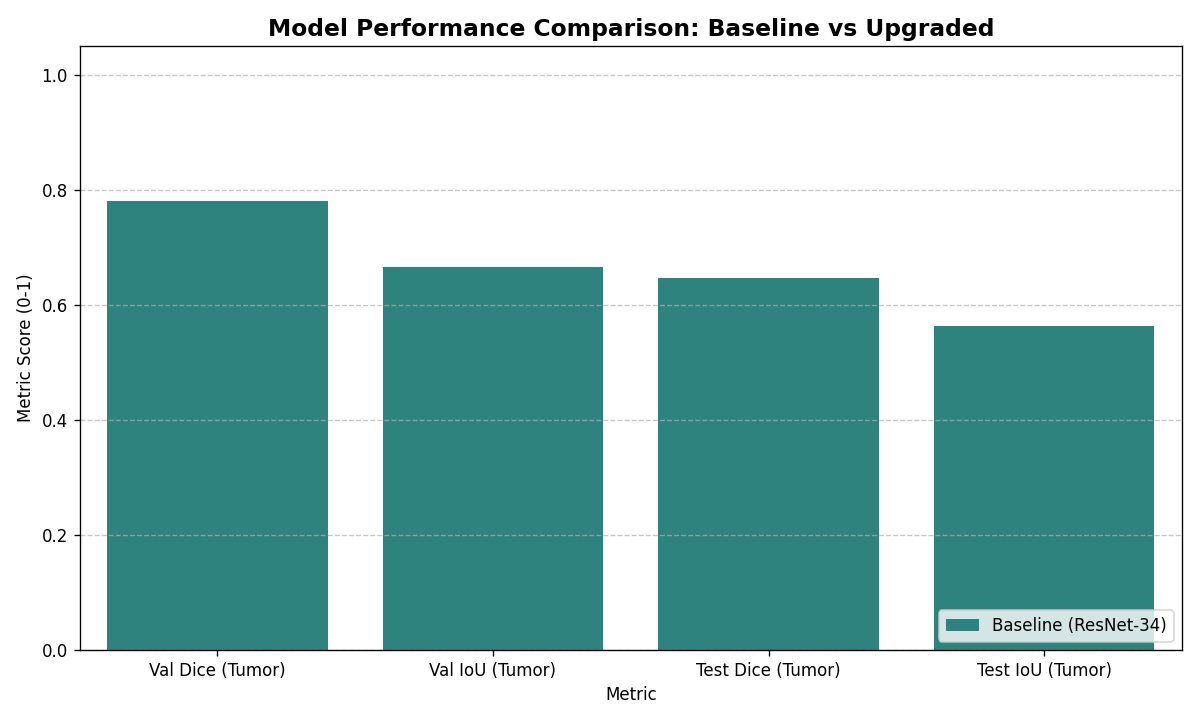 Model Performance Comparison: Baseline vs Upgraded
Metric Score (0-1)
1.0
0.8
0.6
0.4
0.2
0.0
Baseline (ResNet-34)
Val Dice (Tumor)
Val IoU (Tumor)
Test Dice (Tumor)
Test IoU (Tumor)
Metric